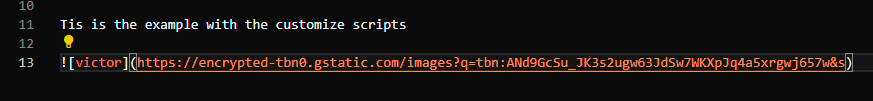 10
11 Tis is the example with the customize scripts
12
13 ![victor](https://encrypted-tbn0.gstatic.com/images?q=tbn:ANd9GcSu_JK3s2ugw63JdSw7WKXpJq4a5xrgwj657w&s)